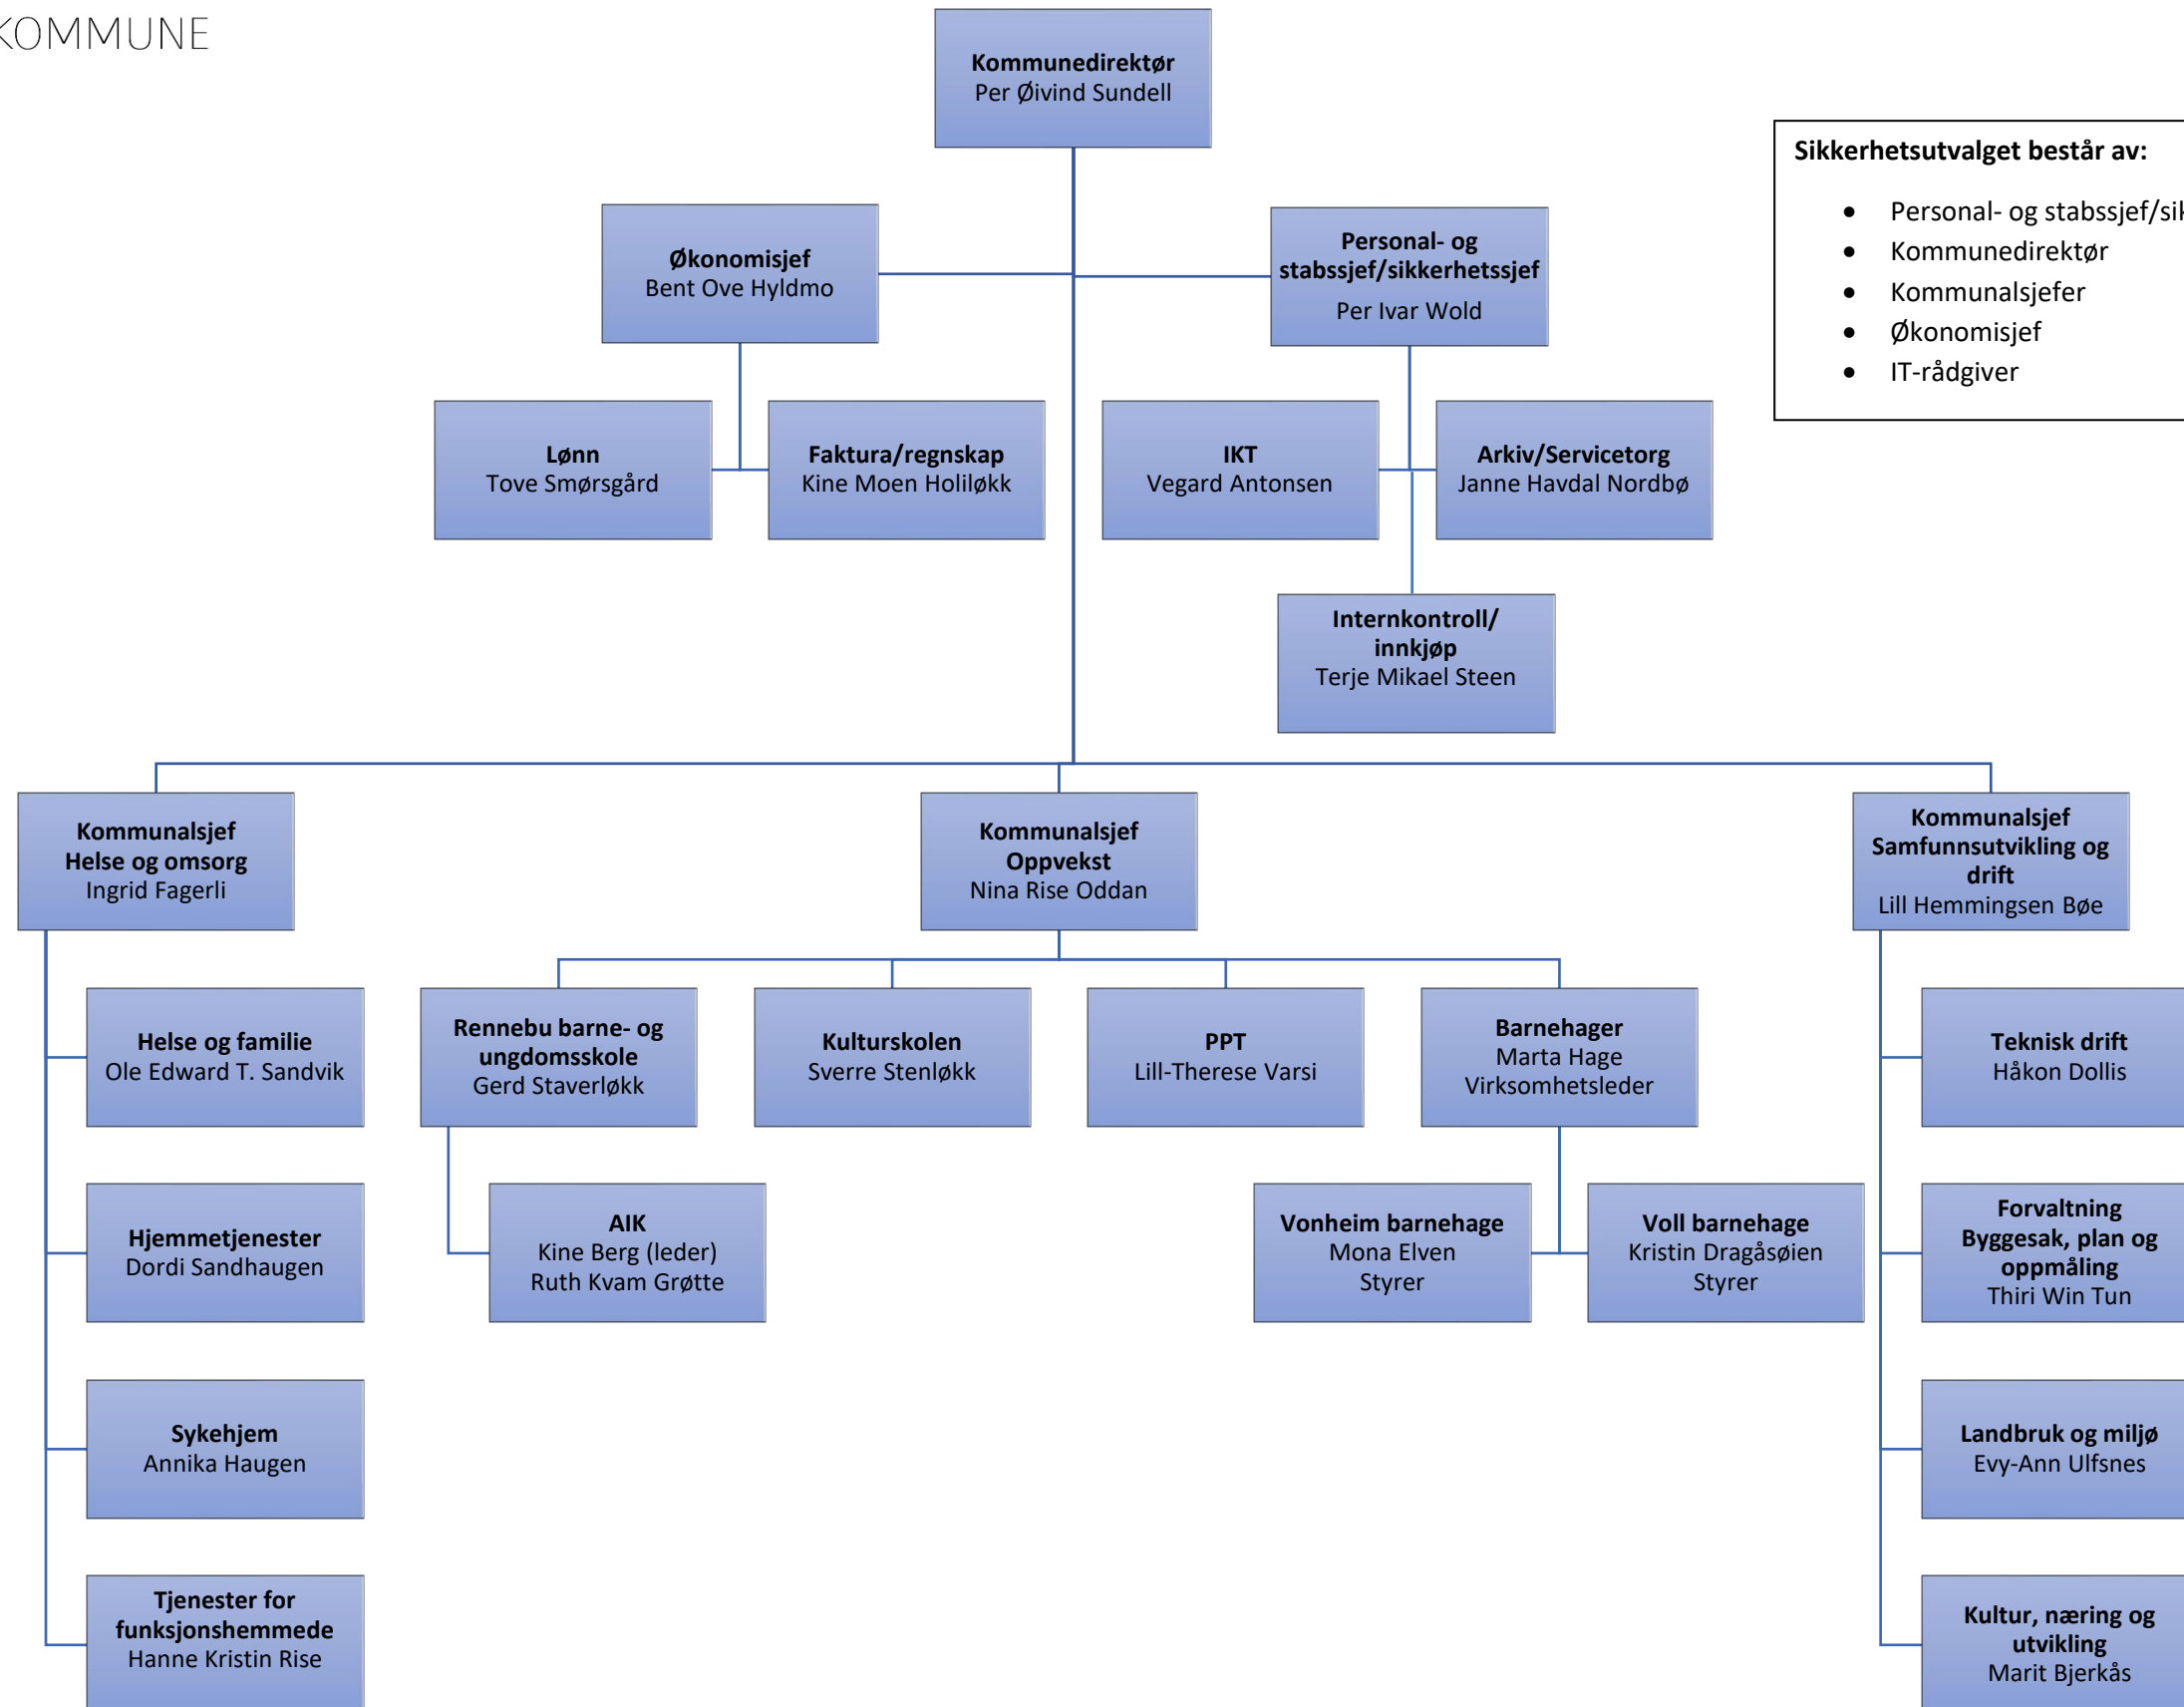 KOMMUNE
Kommunedirektør
Per Øivind Sundell
Sikkerhetsutvalget består av:
• Personal- og stabssjef/sik
• Kommunedirektør
• Kommunalsjefer
• Økonomisjef
• IT-rådgiver
Økonomisjef
Bent Ove Hyldmo
Personal- og
stabssjef/sikkerhetssjef
Per Ivar Wold
Lønn
Tove Smørsgård
Faktura/regnskap
Kine Moen Holiløkk
IKT
Vegard Antonsen
Arkiv/Servicetorg
Janne Havdal Nordbø
Internkontroll/
innkjøp
Terje Mikael Steen
Kommunalsjef
Helse og omsorg
Ingrid Fagerli
Kommunalsjef
Oppvekst
Nina Rise Oddan
Kommunalsjef
Samfunnsutvikling og
drift
Lill Hemmingsen Bøe
Helse og familie
Ole Edward T. Sandvik
Rennebu barne- og
ungdomsskole
Gerd Staverløkk
Kulturskolen
Sverre Stenløkk
PPT
Lill-Therese Varsi
Barnehager
Marta Hage
Virksomhetsleder
Teknisk drift
Håkon Dollis
Hjemmetjenester
Dordi Sandhaugen
AIK
Kine Berg (leder)
Ruth Kvam Grøtte
Vonheim barnehage
Mona Elven
Styrer
Voll barnehage
Kristin Dragåsøien
Styrer
Forvaltning
Byggesak, plan og
oppmåling
Thiri Win Tun
Sykehjem
Annika Haugen
Landbruk og miljø
Evy-Ann Ulfsnes
Tjenester for
funksjonshemmede
Hanne Kristin Rise
Kultur, næring og
utvikling
Marit Bjerkås